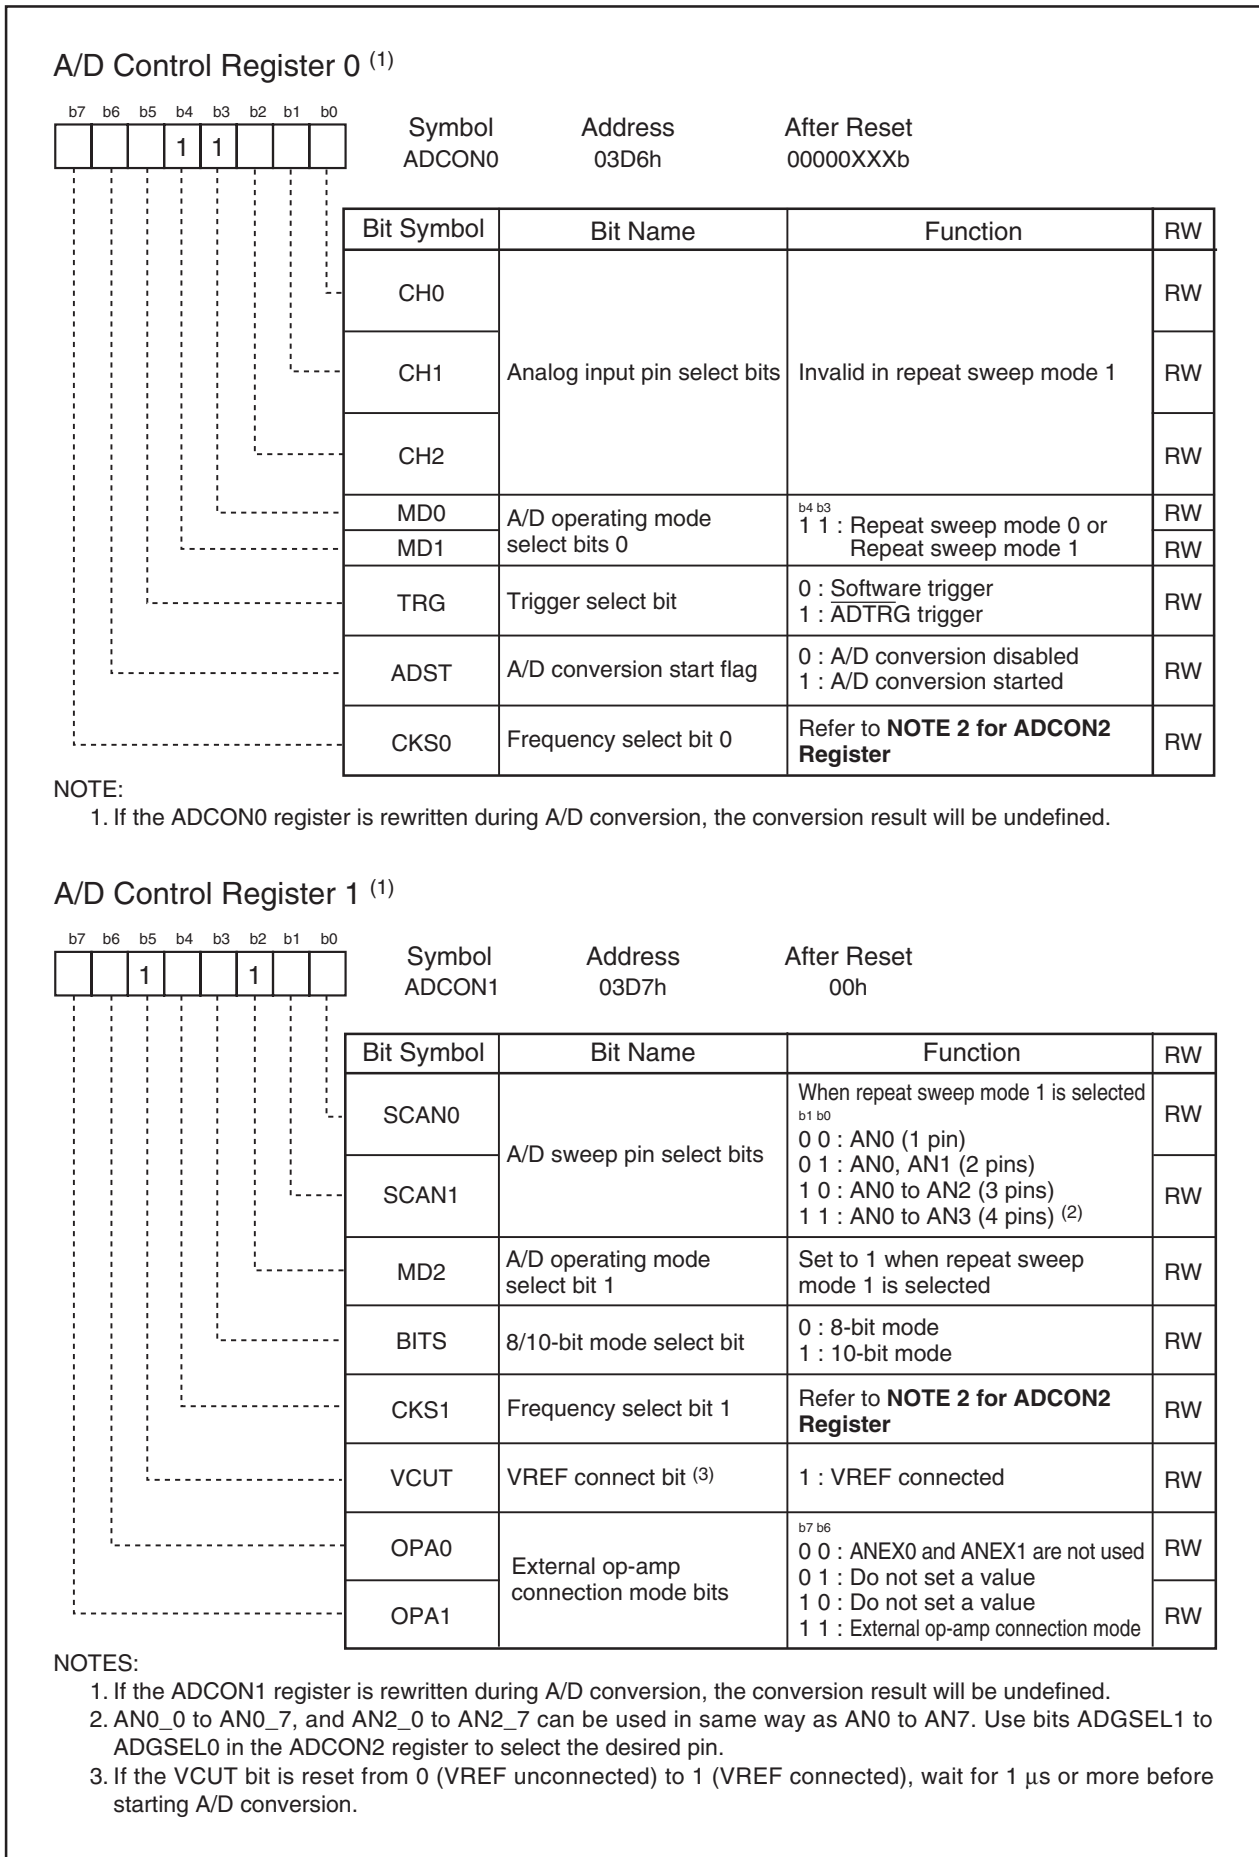 A/D Control Register 0 (1)
b7 b6 b5 b4 b3 b2 b1 b0
1 1
Symbol Address After Reset
ADCON0 03D6h 00000XXXb
Bit Symbol Bit Name Function RW
CH0 RW
CH1 Analog input pin select bits Invalid in repeat sweep mode 1 RW
CH2 RW
MD0 A/D operating mode b4 b3 RW
select bits 0 1 1 : Repeat sweep mode 0 or
MD1 Repeat sweep mode 1 RW
TRG Trigger select bit 0 : Software trigger RW
1 : ADTRG trigger
ADST A/D conversion start flag 0 : A/D conversion disabled RW
1 : A/D conversion started
CKS0 Frequency select bit 0 Refer to NOTE 2 for ADCON2 RW
Register
NOTE:
1. If the ADCON0 register is rewritten during A/D conversion, the conversion result will be undefined.
A/D Control Register 1 (1)
b7 b6 b5 b4 b3 b2 b1 b0
1 1
Symbol Address After Reset
ADCON1 03D7h 00h
Bit Symbol Bit Name Function RW
When repeat sweep mode 1 is selected
SCAN0 b1 b0 RW
0 0 : AN0 (1 pin)
A/D sweep pin select bits 0 1 : AN0, AN1 (2 pins)
SCAN1 1 0 : AN0 to AN2 (3 pins) RW
1 1 : AN0 to AN3 (4 pins) (2)
MD2 A/D operating mode Set to 1 when repeat sweep RW
select bit 1 mode 1 is selected
BITS 8/10-bit mode select bit 0 : 8-bit mode RW
1 : 10-bit mode
CKS1 Frequency select bit 1 Refer to NOTE 2 for ADCON2 RW
Register
VCUT VREF connect bit (3) 1 : VREF connected RW
b7 b6
OPA0 External op-amp 0 0 : ANEX0 and ANEX1 are not used RW
connection mode bits 0 1 : Do not set a value
1 0 : Do not set a value
OPA1 1 1 : External op-amp connection mode RW
NOTES:
1. If the ADCON1 register is rewritten during A/D conversion, the conversion result will be undefined.
2. AN0_0 to AN0_7, and AN2_0 to AN2_7 can be used in same way as AN0 to AN7. Use bits ADGSEL1 to
ADGSEL0 in the ADCON2 register to select the desired pin.
3. If the VCUT bit is reset from 0 (VREF unconnected) to 1 (VREF connected), wait for 1 μs or more before
starting A/D conversion.